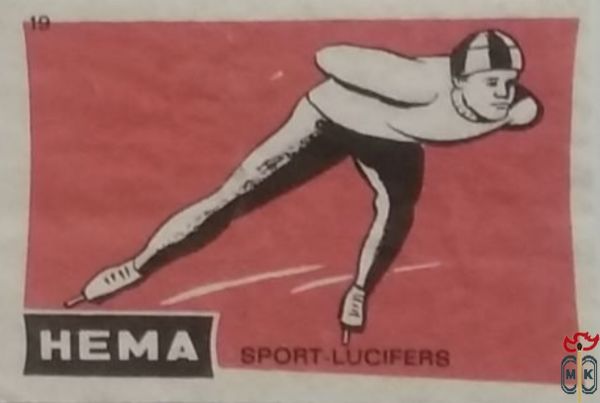 19
HEMA
SPORT-LUCIFERS
M K